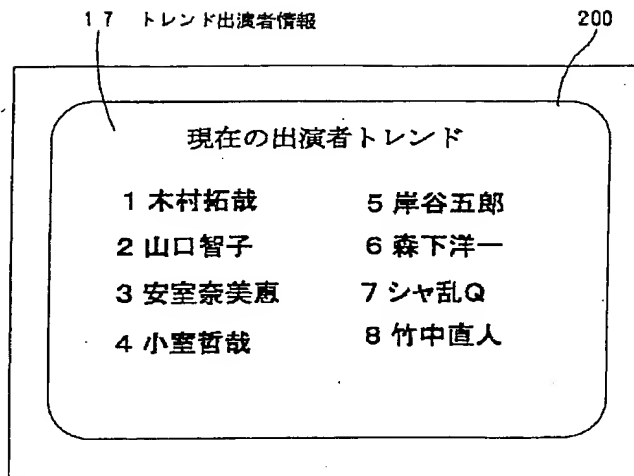 17 トレンド出演者情報
200
現在の出演者トレンド
1 木村拓哉
2 山口智子
3 安室奈美恵
4 小室哲哉
5 岸谷五郎
6 森下洋一
7 シャ乱Q
8 竹中直人